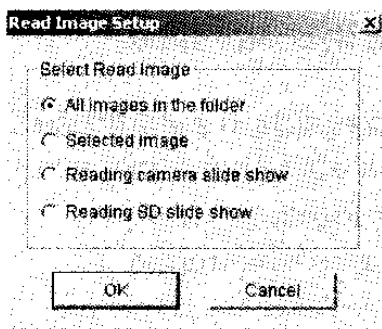 Read Image Setup
Select Read Image
All images in the folder
Selected image
Reading camera slide show
Reading SD slide show
OK Cancel